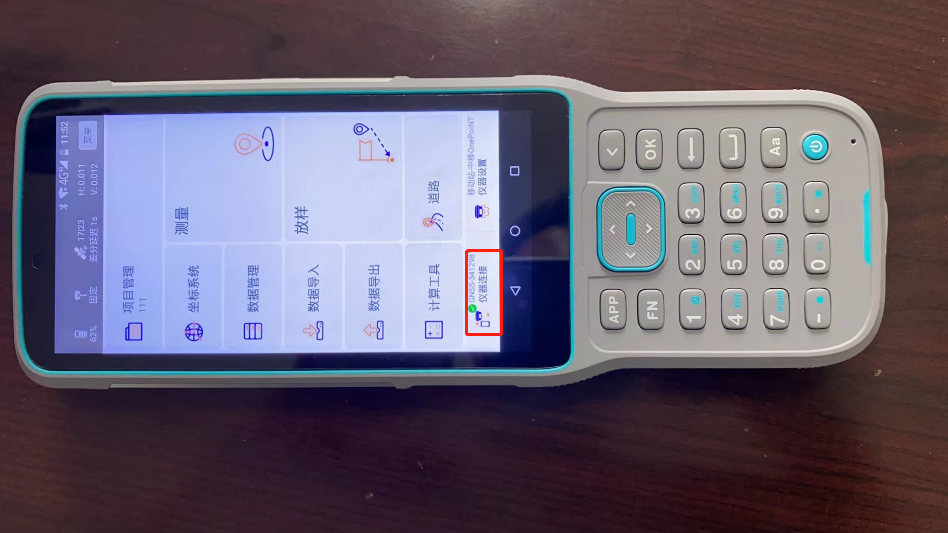 4G 11:52
62%
固定
17/23
差分延迟 1s
H: 0.011
V: 0.012
菜单
项目管理
111
测量
坐标系统
数据管理
放样
数据导入
数据导出
计算工具
道路
GNSS-341298
仪器连接
移动站-中移OnePoiNT
仪器设置
APP
FN
OK
1
2
3
4
5
6
7
8
9
0
.
Aa